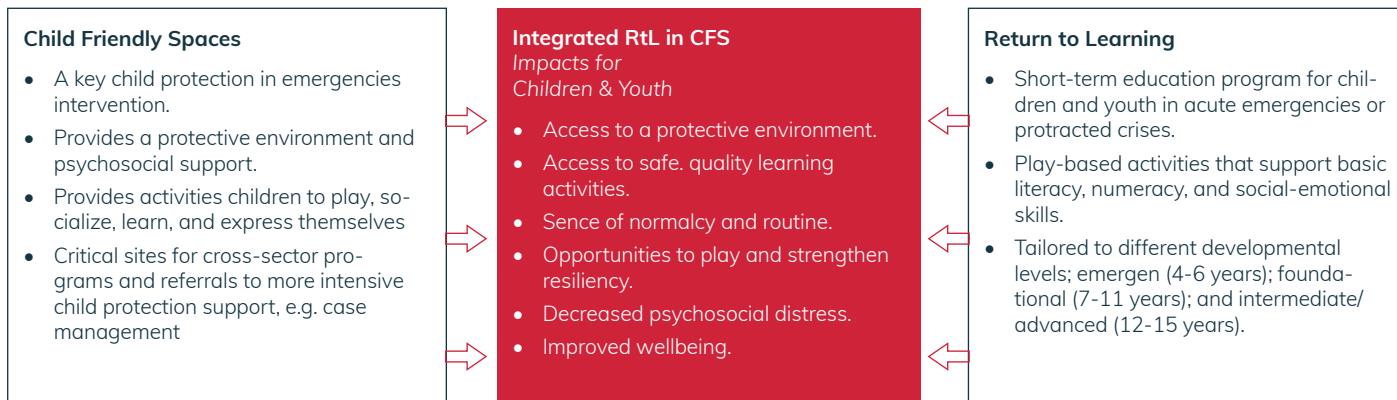 Child Friendly Spaces
● A key child protection in emergencies
intervention.
● Provides a protective environment and
psychosocial support.
● Provides activities children to play, so-
cialize, learn, and express themselves
● Critical sites for cross-sector pro-
grams and referrals to more intensive
child protection support, e.g. case
management
Integrated RtL in CFS
Impacts for
Children & Youth
● Access to a protective environment.
● Access to safe. quality learning
activities.
● Sence of normalcy and routine.
● Opportunities to play and strengthen
resiliency.
● Decreased psychosocial distress.
● Improved wellbeing.
Return to Learning
● Short-term education program for chil-
dren and youth in acute emergencies or
protracted crises.
● Play-based activities that support basic
literacy, numeracy, and social-emotional
skills.
● Tailored to different developmental
levels; emergen (4-6 years); founda-
tional (7-11 years); and intermediate/
advanced (12-15 years).